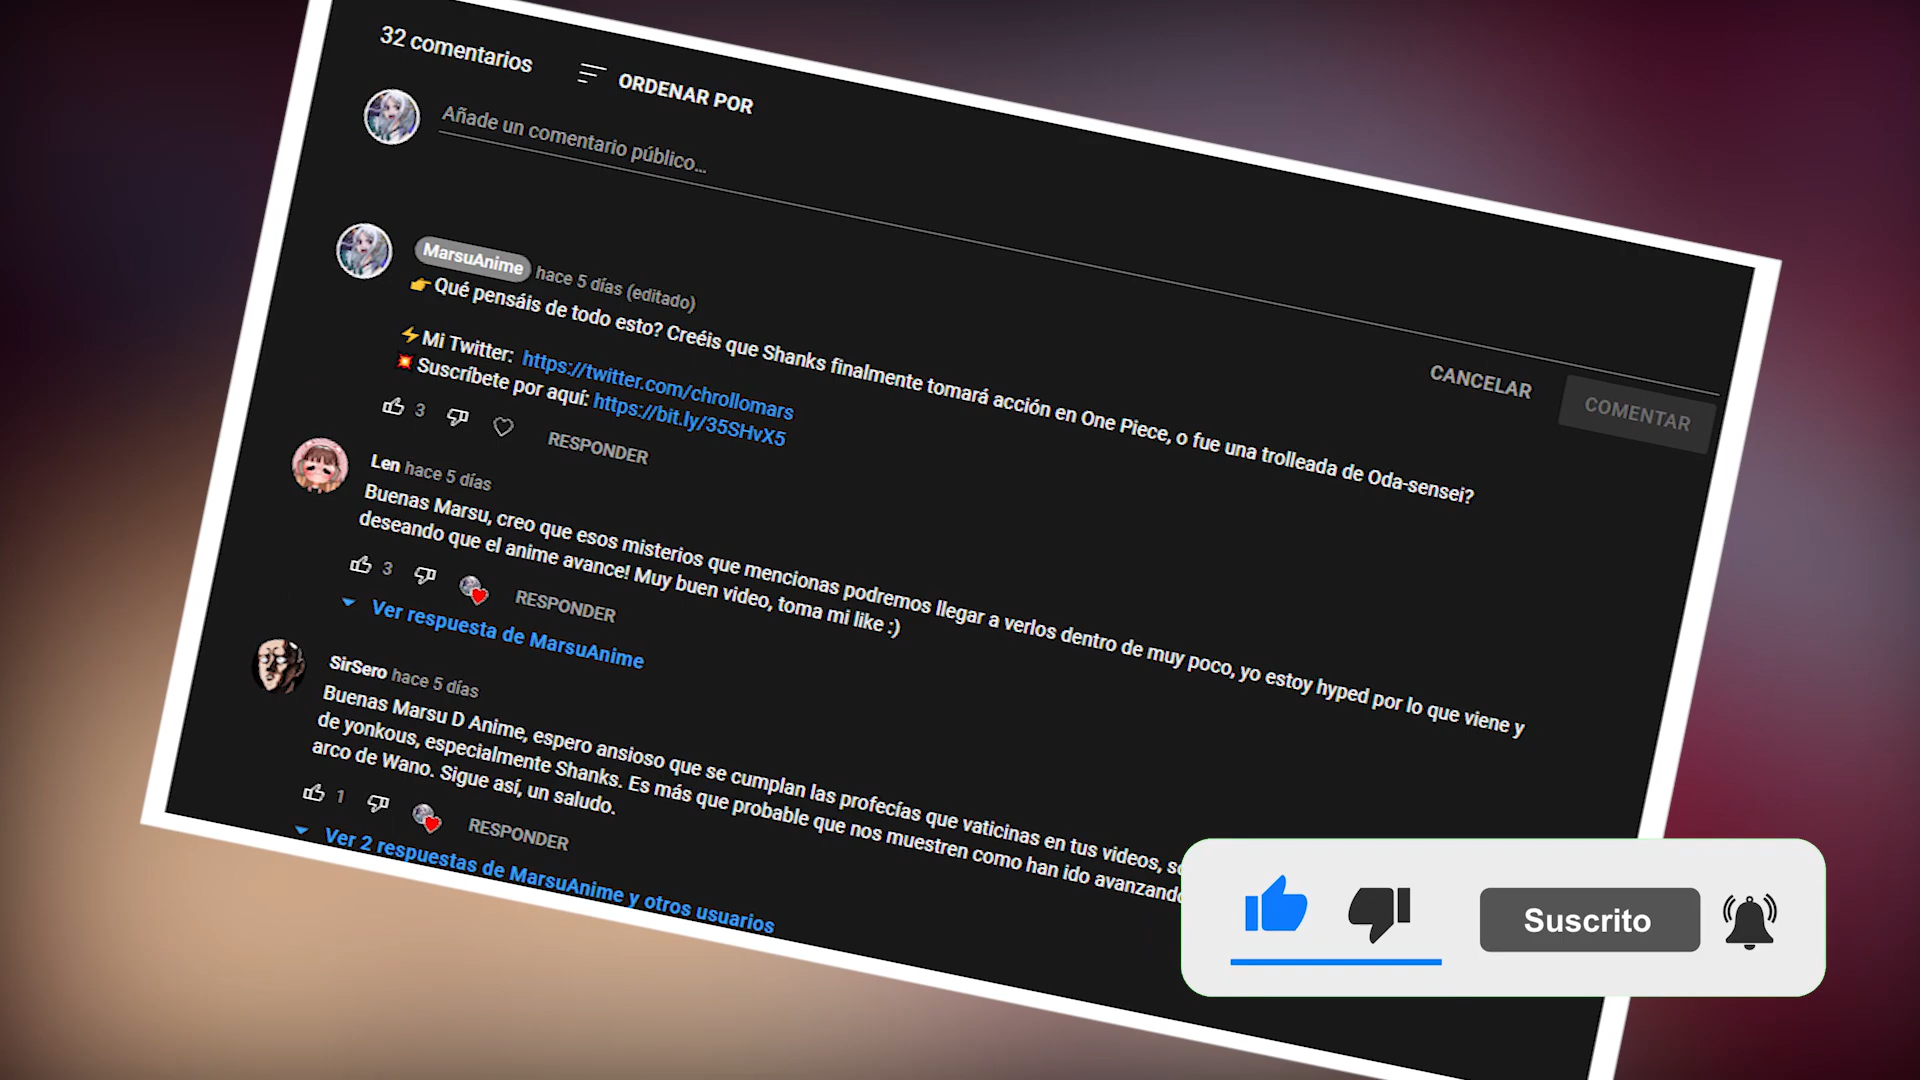 32 comentarios
ORDENAR POR
Añade un comentario público...
CANCELAR
COMENTAR
MarsuAnime hace 5 días (editado)
👉Qué pensáis de todo esto? Creéis que Shanks finalmente tomará acción en One Piece, o fue una trolleada de Oda-sensei?
⚡Mi Twitter: https://twitter.com/chrollomars
💥Suscríbete por aquí: https://bit.ly/35SHvX5
3 RESPONDER
Len hace 5 días
Buenas Marsu, creo que esos misterios que mencionas podremos llegar a verlos dentro de muy poco, yo estoy hyped por lo que viene y
deseando que el anime avance! Muy buen video, toma mi like :)
3 RESPONDER
Ver respuesta de MarsuAnime
SirSero hace 5 días
Buenas Marsu D Anime, espero ansioso que se cumplan las profecías que vaticinas en tus videos,
de yonkous, especialmente Shanks. Es más que probable que nos muestren como han ido avanzando
arco de Wano. Sigue así, un saludo.
1 RESPONDER
Ver 2 respuestas de MarsuAnime y otros usuarios
Suscrito